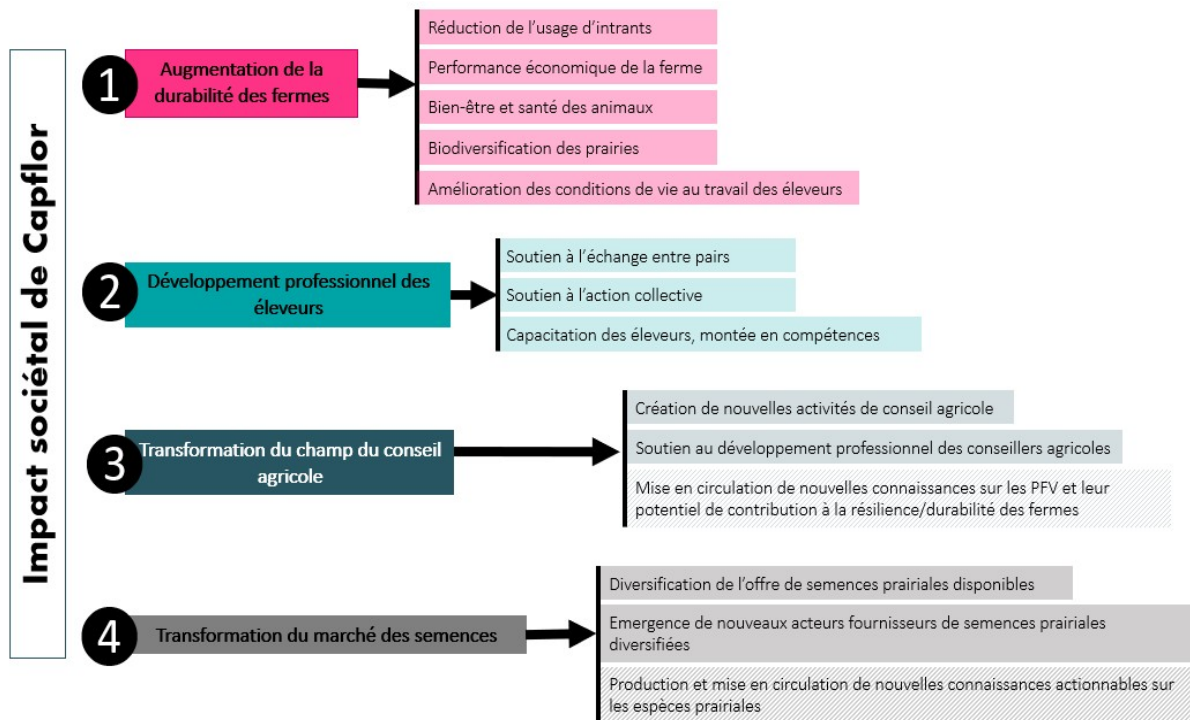 Impact sociétal de Capflor
1
Augmentation de la
durabilité des fermes
Réduction de l’usage d’intrants
Performance économique de la ferme
Bien-être et santé des animaux
Biodiversification des prairies
Amélioration des conditions de vie au travail des éleveurs
2
Développement professionnel des
éleveurs
Soutien à l’échange entre pairs
Soutien à l’action collective
Capacitation des éleveurs, montée en compétences
3
Transformation du champ du conseil
agricole
Création de nouvelles activités de conseil agricole
Soutien au développement professionnel des conseillers agricoles
Mise en circulation de nouvelles connaissances sur les PFV et leur
potentiel de contribution à la résilience/durabilité des fermes
4
Transformation du marché des semences
Diversification de l’offre de semences prairiales disponibles
Emergence de nouveaux acteurs fournisseurs de semences prairiales
diversifiées
Production et mise en circulation de nouvelles connaissances actionnables sur
les espèces prairiales